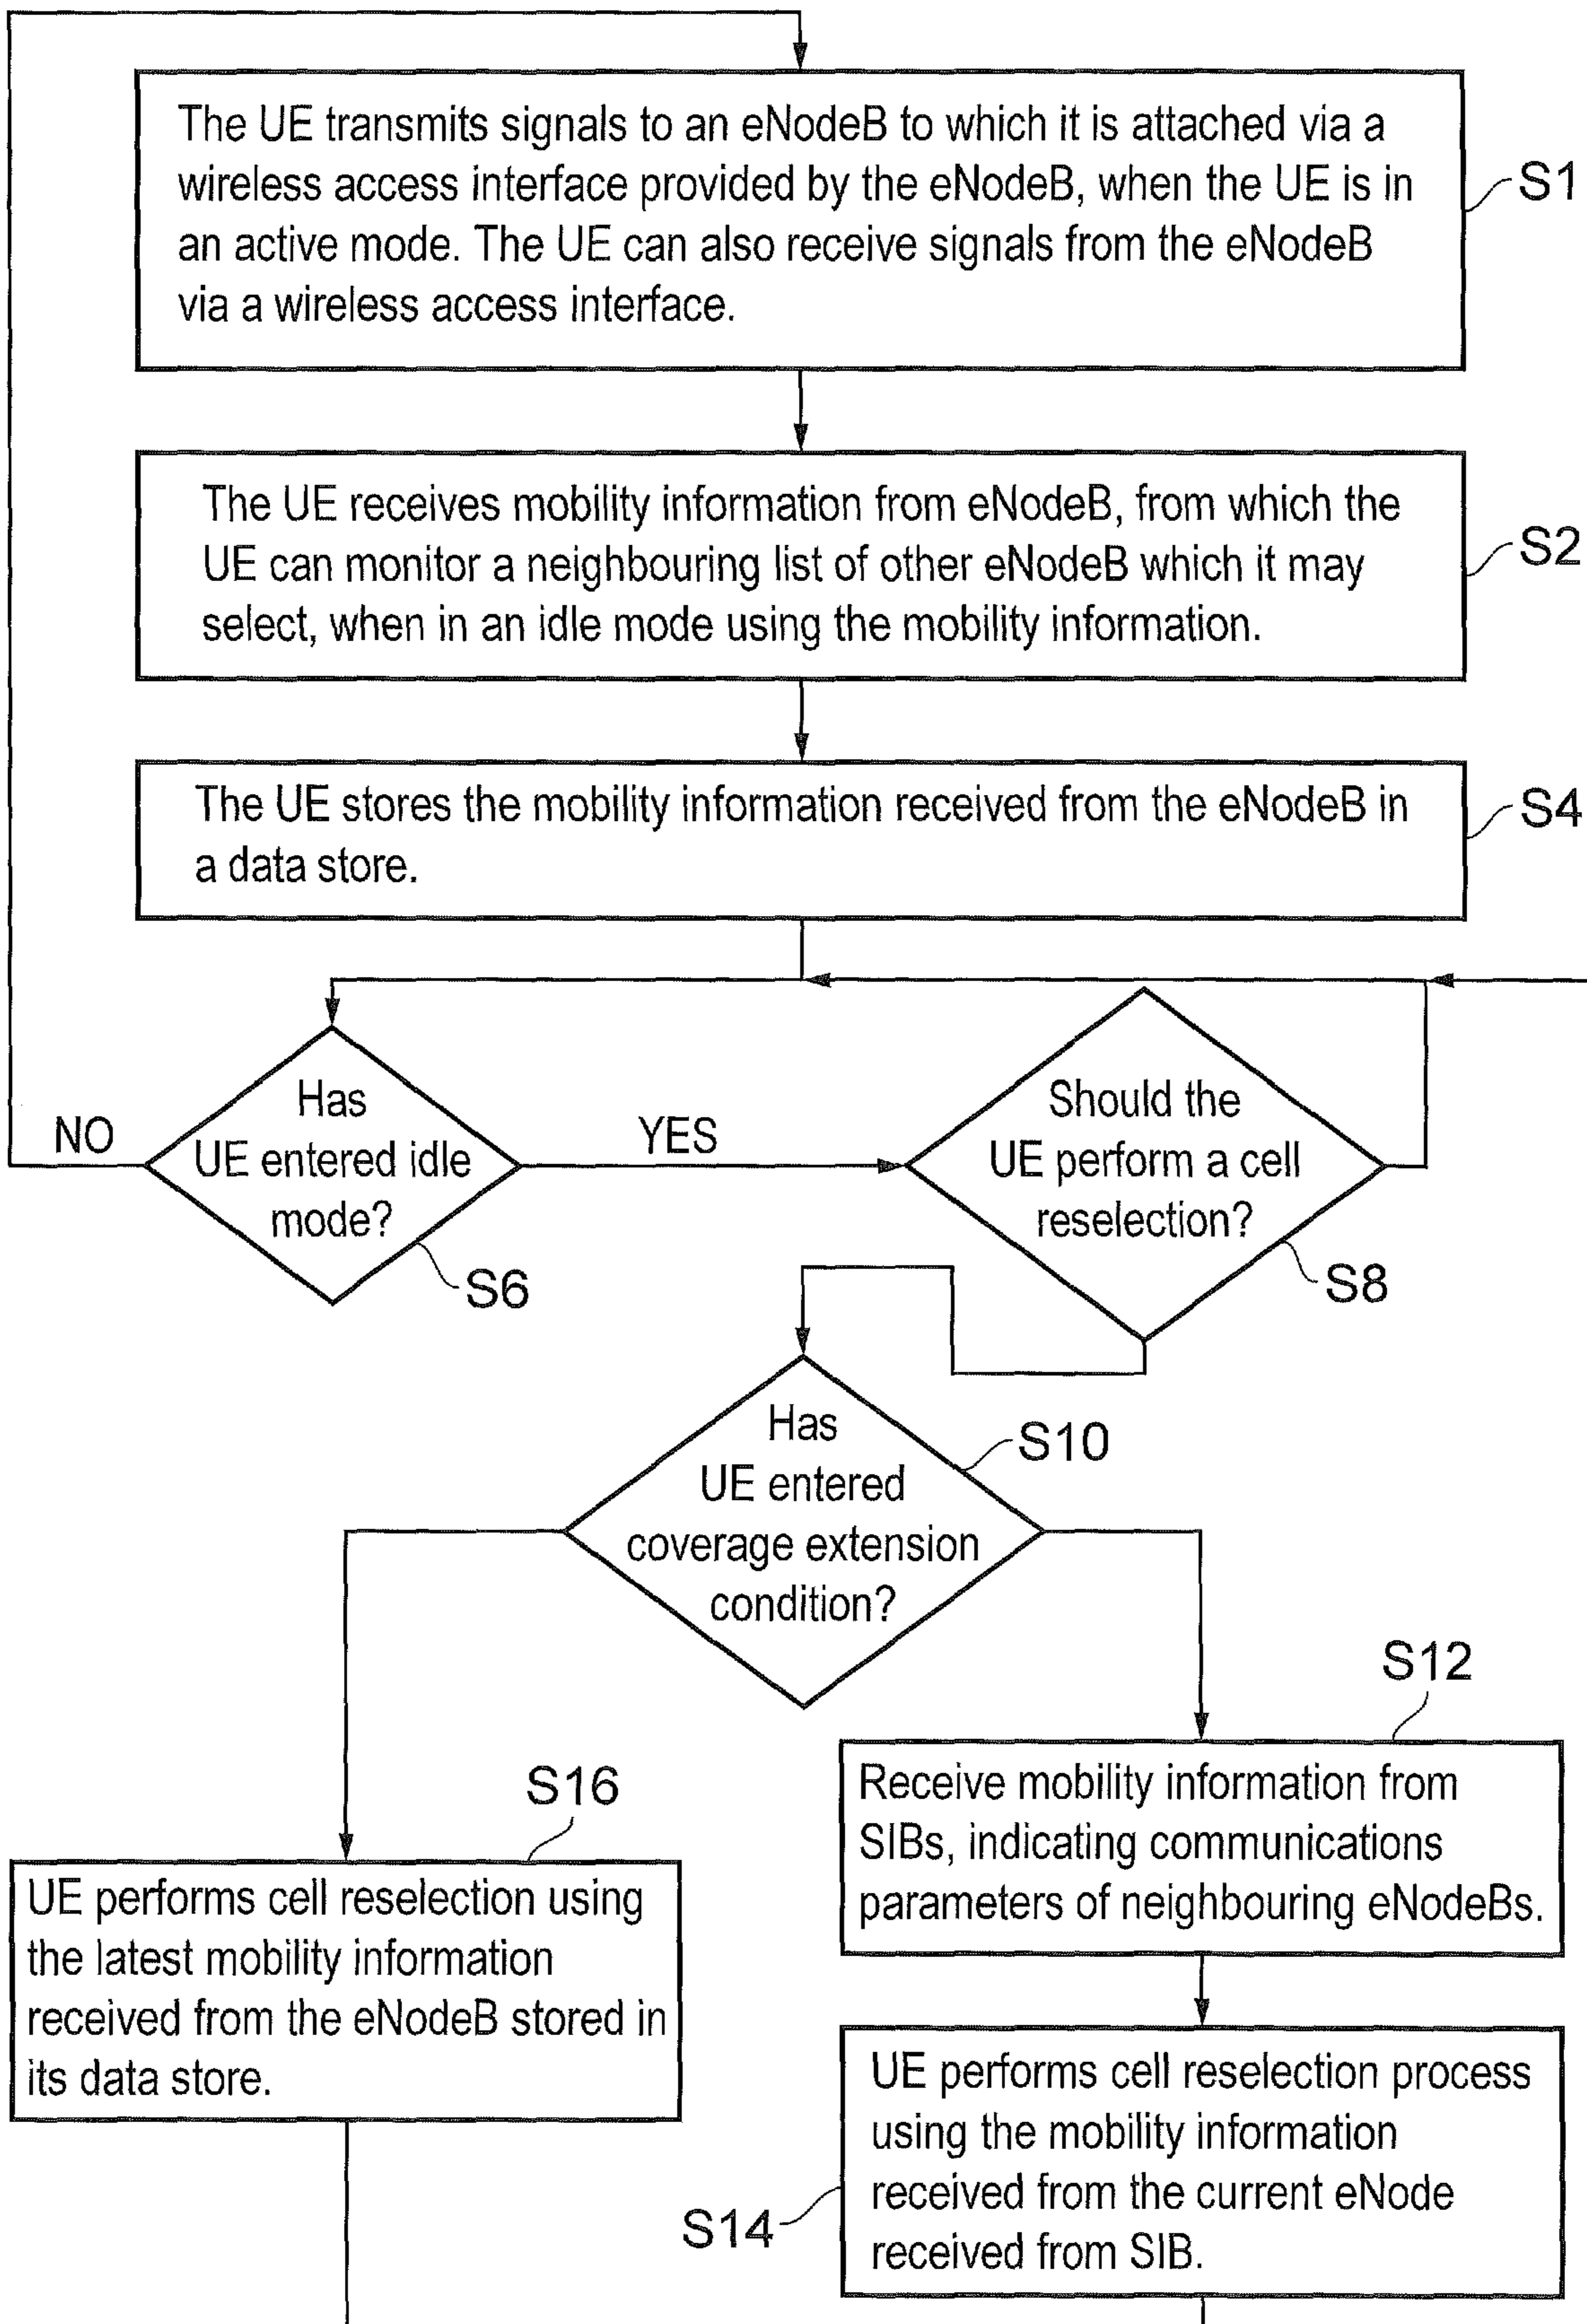 The UE transmits signals to an eNodeB to which it is attached via a
wireless access interface provided by the eNodeB, when the UE is in
an active mode. The UE can also receive signals from the eNodeB
via a wireless access interface.
S1
The UE receives mobility information from eNodeB, from which the
UE can monitor a neighbouring list of other eNodeB which it may
select, when in an idle mode using the mobility information.
S2
The UE stores the mobility information received from the eNodeB in
a data store.
S4
NO
Has
UE entered idle
mode?
S6
YES
Should the
UE perform a cell
reselection?
S8
Has
UE entered
coverage extension
condition?
S10
S12
Receive mobility information from
SIBs, indicating communications
parameters of neighbouring eNodeBs.
S16
UE performs cell reselection using
the latest mobility information
received from the eNodeB stored in
its data store.
UE performs cell reselection process
using the mobility information
received from the current eNode
received from SIB.
S14